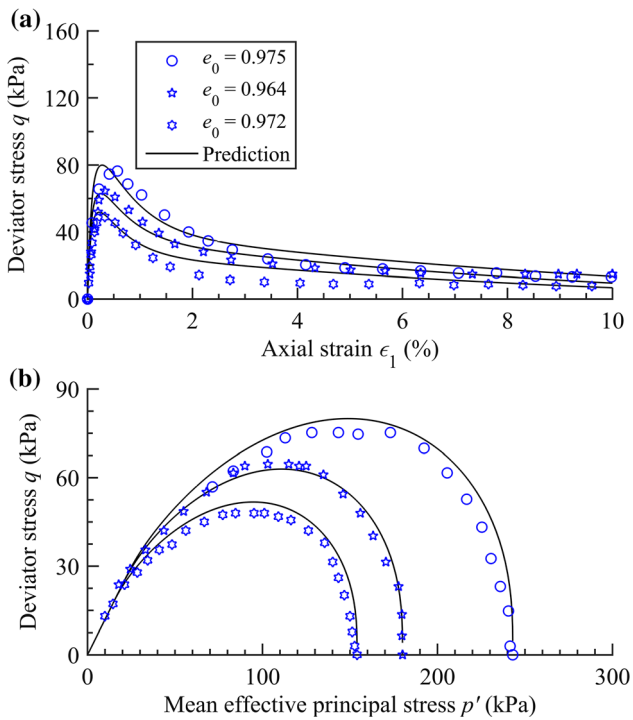 (a)
160
120
80
40
0
Deviator stress q (kPa)
e0 = 0.975
e0 = 0.964
e0 = 0.972
Prediction
0 2 4 6 8 10
Axial strain ϵ1 (%)
(b)
90
60
30
0
Deviator stress q (kPa)
0 100 200 300
Mean effective principal stress p′ (kPa)